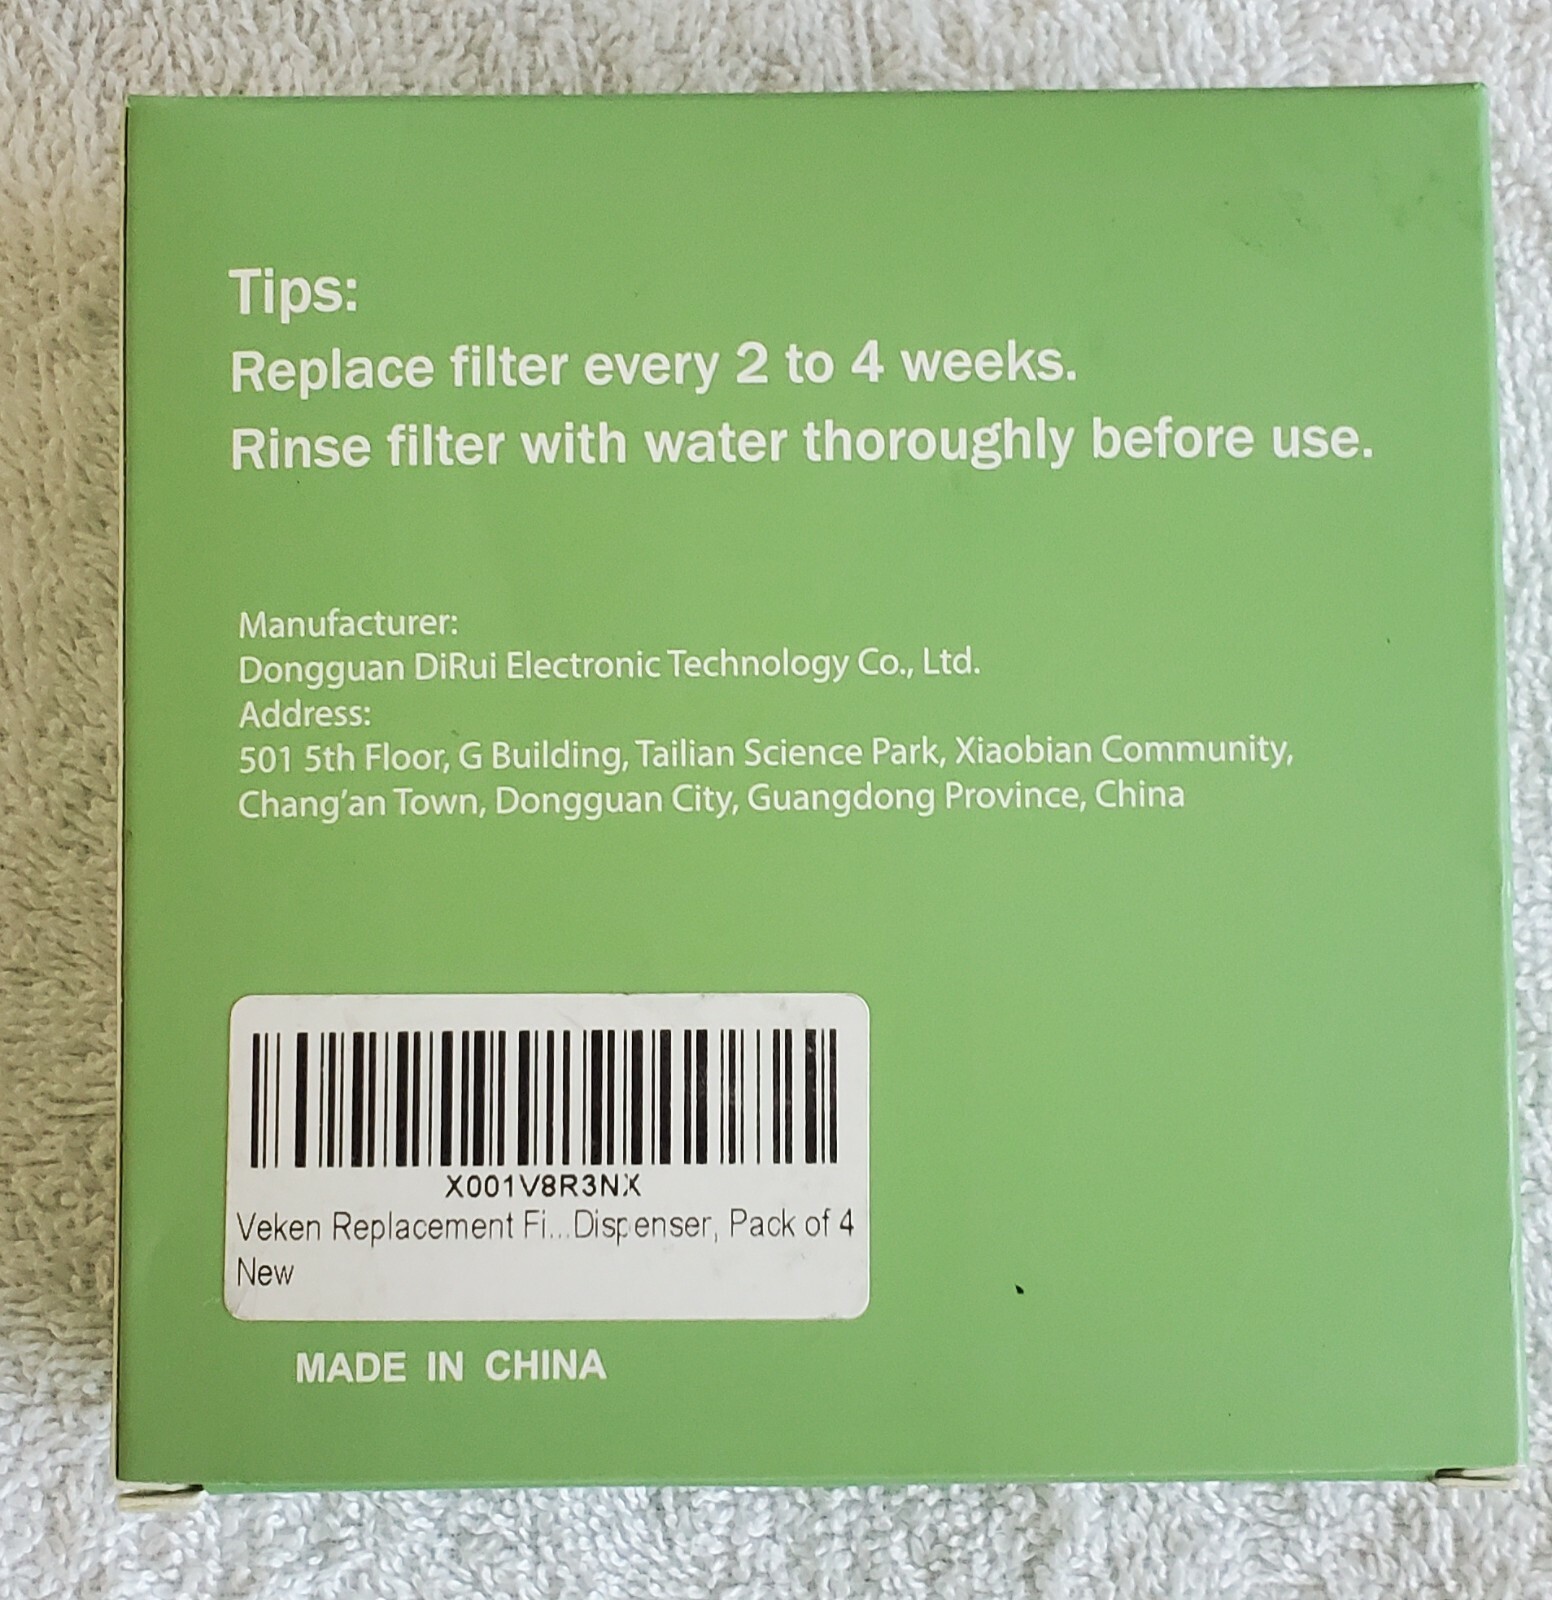 Tips:
Replace filter every 2 to 4 weeks.
Rinse filter with water thoroughly before use.
Manufacturer:
Dongguan DiRui Electronic Technology Co., Ltd.
Address:
501 5th Floor, G Building, Tailian Science Park, Xiaobian Community,
Chang'an Town, Dongguan City, Guangdong Province, China
X001V8R3NX
Veken Replacement Fi...Dispenser, Pack of 4
New
MADE IN CHINA